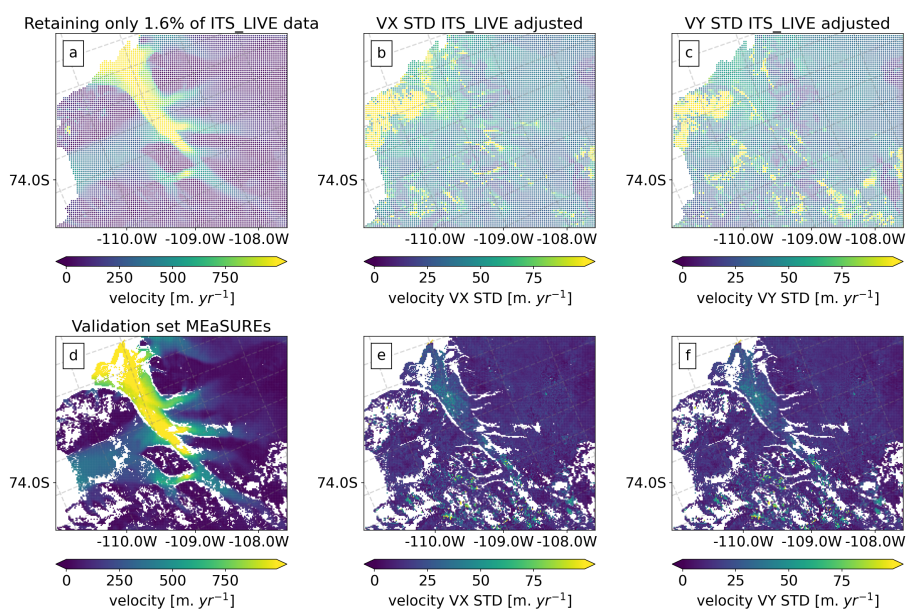 Retaining only 1.6% of ITS_LIVE data
VX STD ITS_LIVE adjusted
VY STD ITS_LIVE adjusted
a
b
c
74.0S
-110.0W -109.0W -108.0W
-110.0W -109.0W -108.0W
-110.0W -109.0W -108.0W
0 250 500 750
25 75
25 75
velocity [m. yr⁻¹]
velocity VX STD [m. yr⁻¹]
velocity VY STD [m. yr⁻¹]
Validation set MEaSUREs
d
e
f
74.0S
74.0S
74.0S
74.0S
74.0S
-110.0W -109.0W -108.0W
-110.0W -109.0W -108.0W
-110.0W -109.0W -108.0W
0 500 750
0 25 50 75
0 25 50 75
velocity [m. yr⁻¹]
velocity VX STD [m. yr⁻¹]
velocity VY STD [m. yr⁻¹]